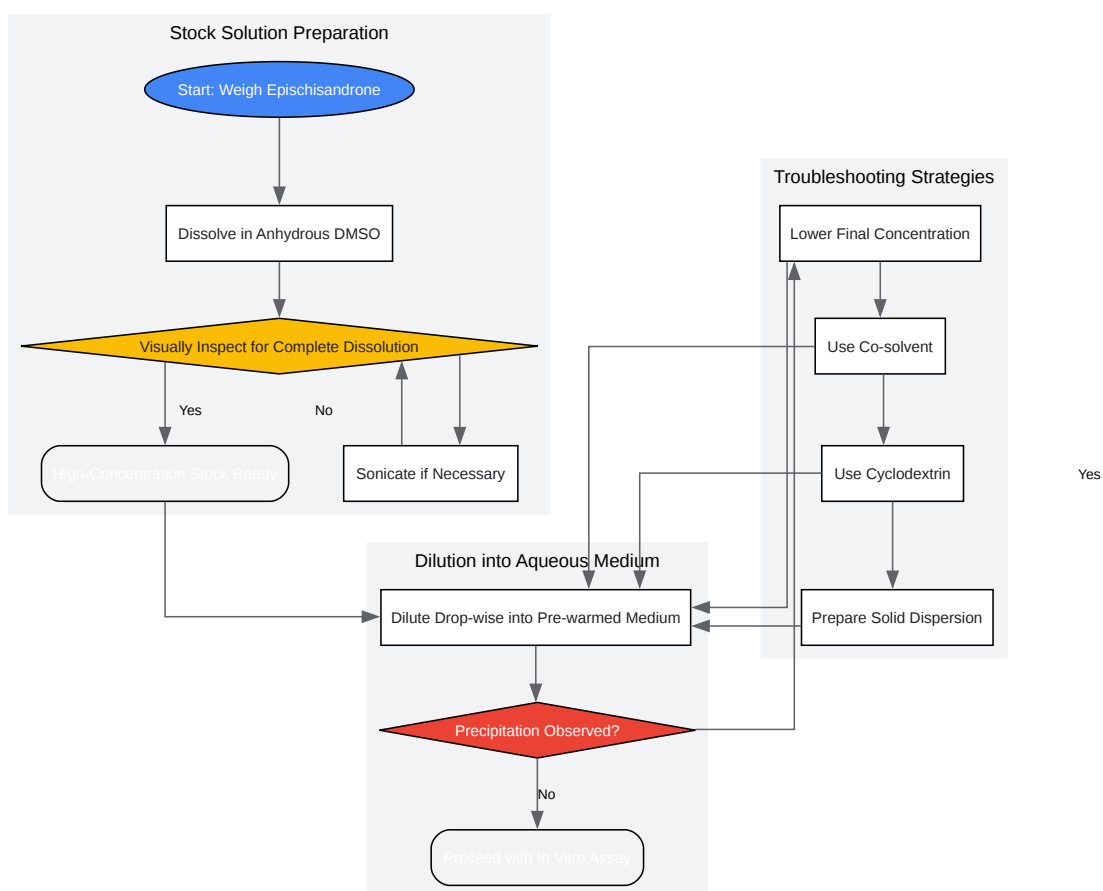 Stock Solution Preparation
Start: Weigh Epischisandrone
Dissolve in Anhydrous DMSO
Visually Inspect for Complete Dissolution
Yes
No
High-Concentration Stock Ready
Sonicate if Necessary
Troubleshooting Strategies
Lower Final Concentration
Use Co-solvent
Use Cyclodextrin
Yes
Prepare Solid Dispersion
Dilution into Aqueous Medium
Dilute Drop-wise into Pre-warmed Medium
Precipitation Observed?
No
Proceed with In Vitro Assay